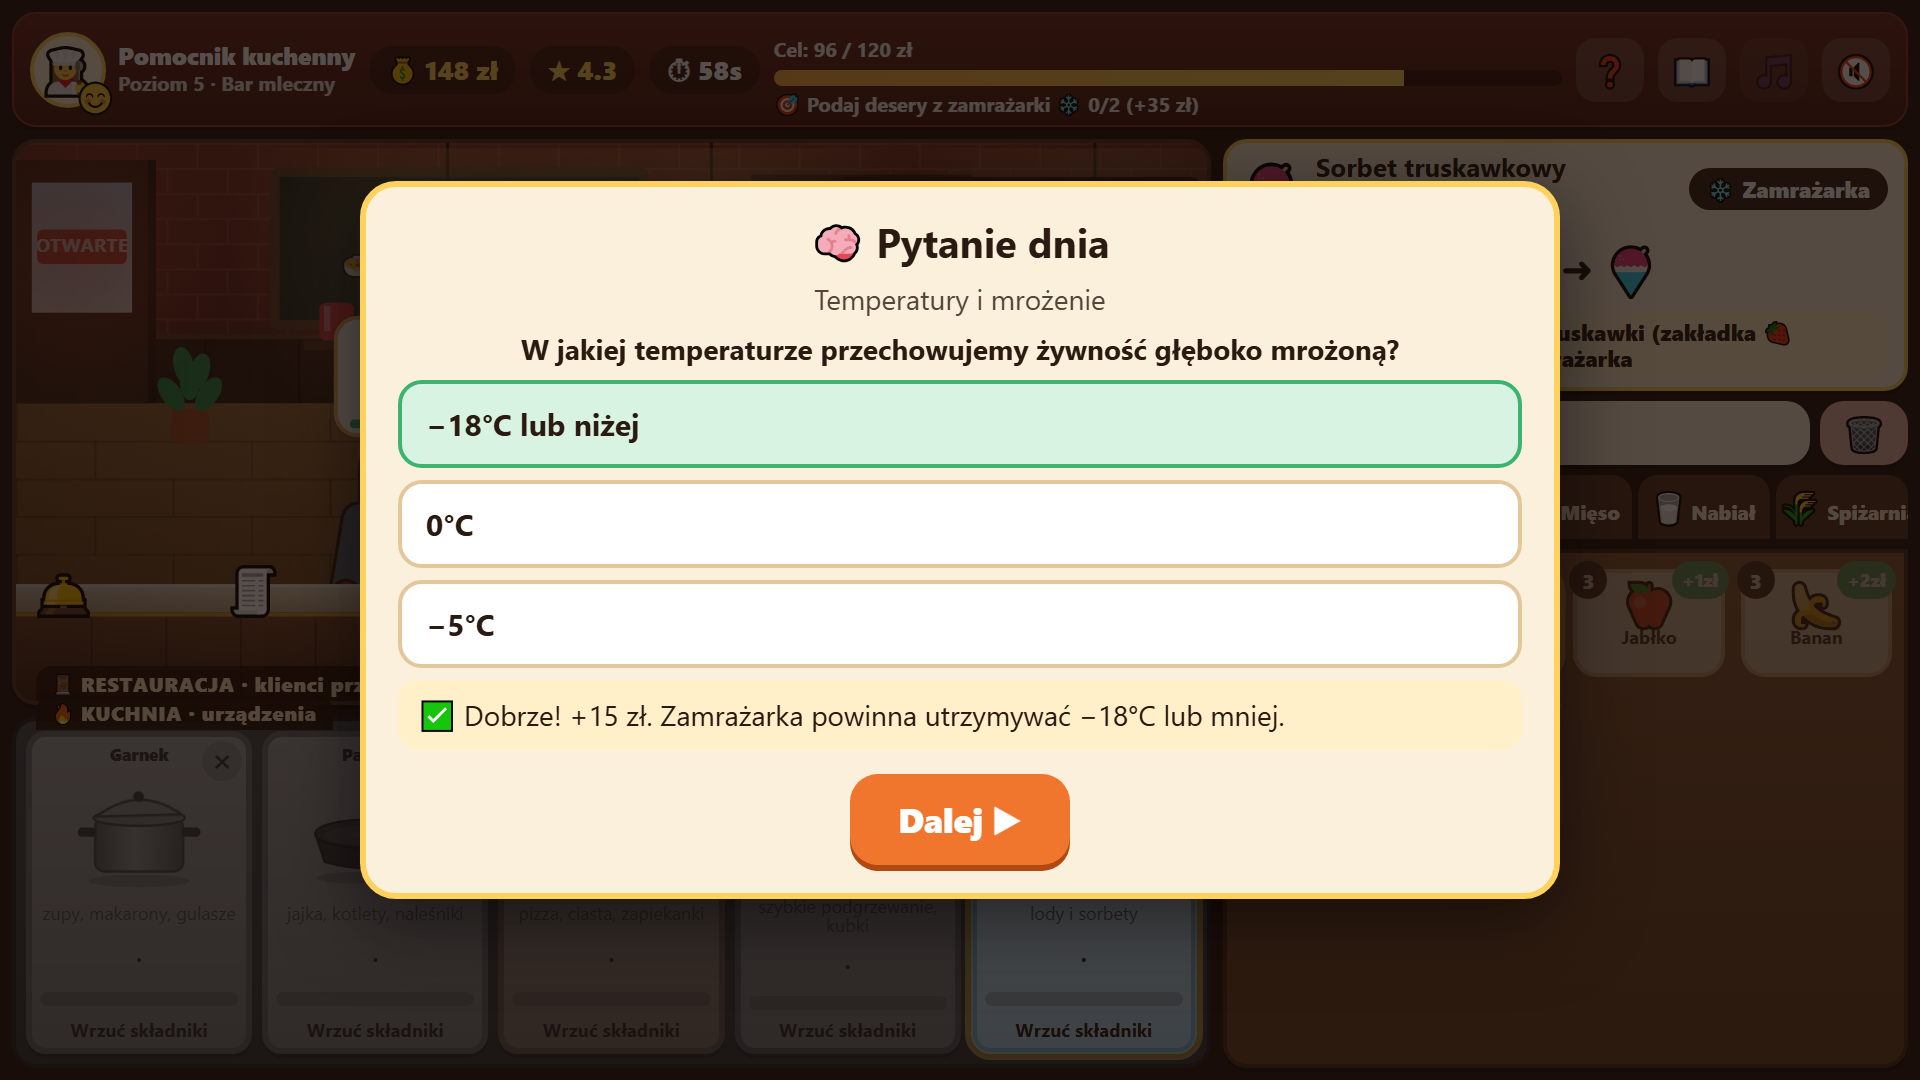 Pomocnik kuchenny
Poziom 5 · Bar mleczny
148 zł
★ 4.3
58s
Cel: 96 / 120 zł
Podaj desery z zamrażarki ❄ 0/2 (+35 zł)
OTWARTE
Sorbet truskawkowy
Zamrażarka
→
uskawki (zakładka
ażarka
Pytanie dnia
Temperatury i mrożenie
W jakiej temperaturze przechowujemy żywność głęboko mrożoną?
−18°C lub niżej
0°C
−5°C
Dobrze! +15 zł. Zamrażarka powinna utrzymywać −18°C lub mniej.
Dalej ▶
Mięso
Nabiał
Spiżarni
3
+1zł
Jabłko
3
+2zł
Banan
RESTAURACJA · klienci prz
KUCHNIA · urządzenia
Garnek
Pa
zupy, makarony, gulasze
jajka, kotlety, naleśniki
pizza, ciasta, zapiekanki
szybkie podgrzewanie,
kubki
lody i sorbety
Wrzuć składniki
Wrzuć składniki
Wrzuć składniki
Wrzuć składniki
Wrzuć składniki